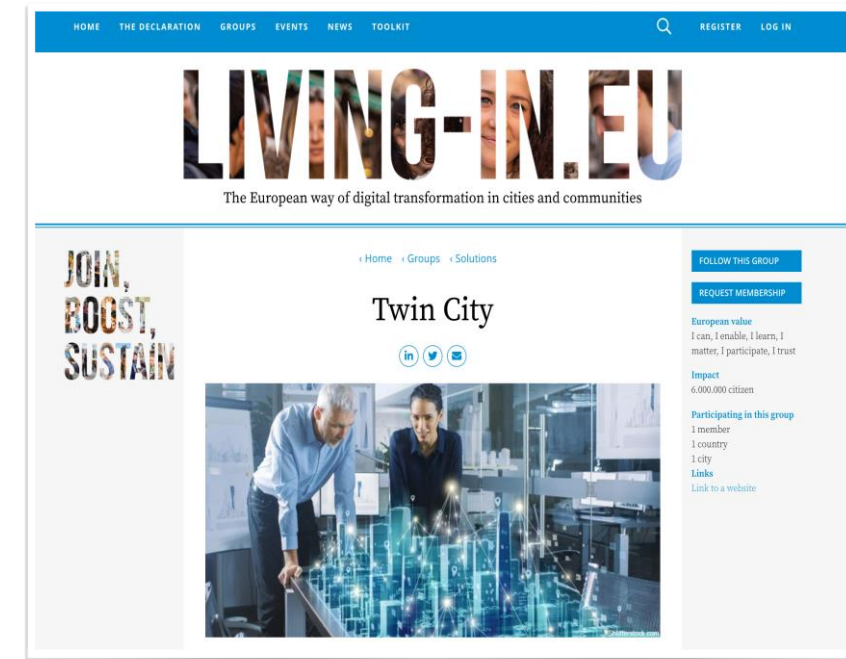 HOME THE DECLARATION GROUPS EVENTS NEWS TOOLKIT REGISTER LOG IN
LIVING-IN.EU
The European way of digital transformation in cities and communities
JOIN,
BOOST,
SUSTAIN
‹ Home ‹ Groups ‹ Solutions
Twin City
in
FOLLOW THIS GROUP
REQUEST MEMBERSHIP
European value
I can, I enable, I learn, I
matter, I participate, I trust
Impact
6.000.000 citizen
Participating in this group
1 member
1 country
1 city
Links
Link to a website
Shutterstock.com